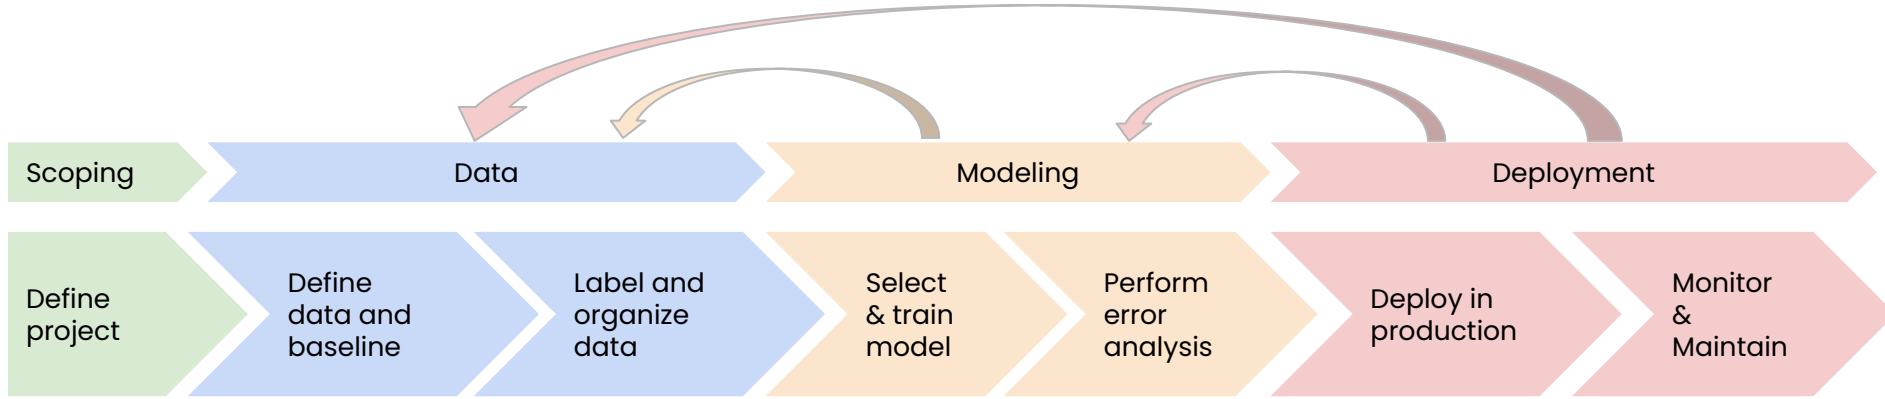 Scoping
Data
Modeling
Deployment
Define
project
Define
data and
baseline
Label and
organize
data
Select
& train
model
Perform
error
analysis
Deploy in
production
Monitor
&
Maintain